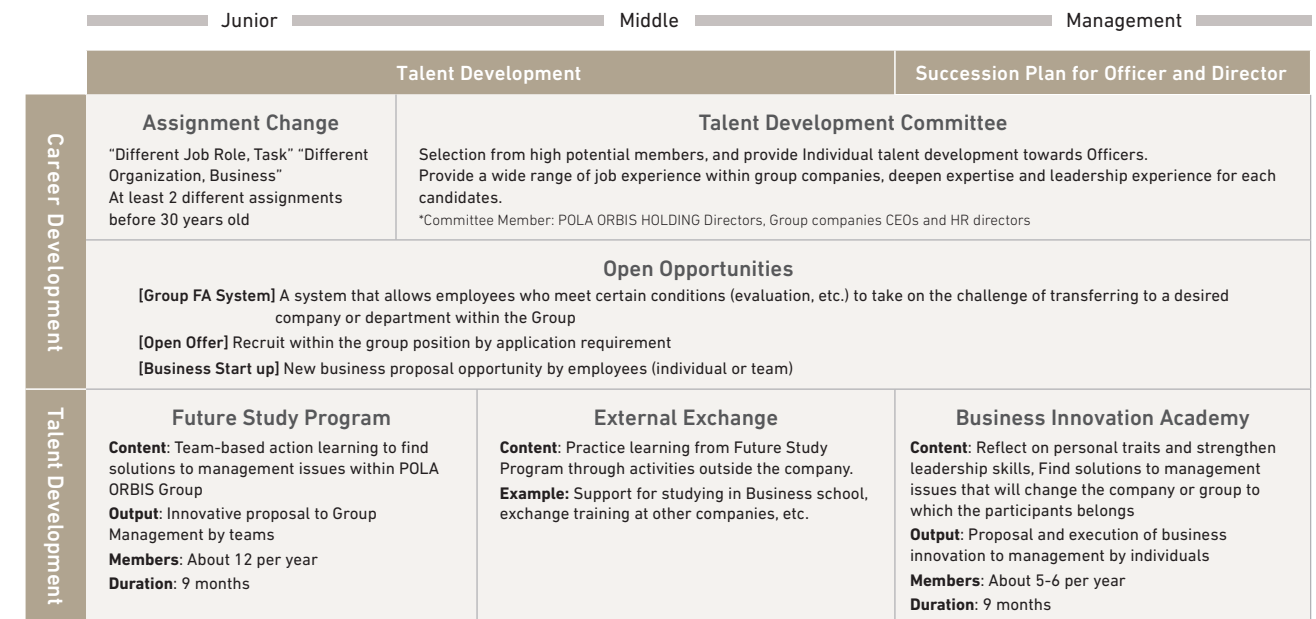 Junior
Middle
Management
Talent Development
Succession Plan for Officer and Director
Career Development
Assignment Change
“Different Job Role, Task” “Different
Organization, Business”
At least 2 different assignments
before 30 years old
Talent Development Committee
Selection from high potential members, and provide Individual talent development towards Officers.
Provide a wide range of job experience within group companies, deepen expertise and leadership experience for each
candidates.
*Committee Member: POLA ORBIS HOLDING Directors, Group companies CEOs and HR directors
Open Opportunities
[Group FA System] A system that allows employees who meet certain conditions (evaluation, etc.) to take on the challenge of transferring to a desired
company or department within the Group
[Open Offer] Recruit within the group position by application requirement
[Business Start up] New business proposal opportunity by employees (individual or team)
Talent Development
Future Study Program
Content: Team-based action learning to find
solutions to management issues within POLA
ORBIS Group
Output: Innovative proposal to Group
Management by teams
Members: About 12 per year
Duration: 9 months
External Exchange
Content: Practice learning from Future Study
Program through activities outside the company.
Example: Support for studying in Business school,
exchange training at other companies, etc.
Business Innovation Academy
Content: Reflect on personal traits and strengthen
leadership skills, Find solutions to management
issues that will change the company or group to
which the participants belongs
Output: Proposal and execution of business
innovation to management by individuals
Members: About 5-6 per year
Duration: 9 months